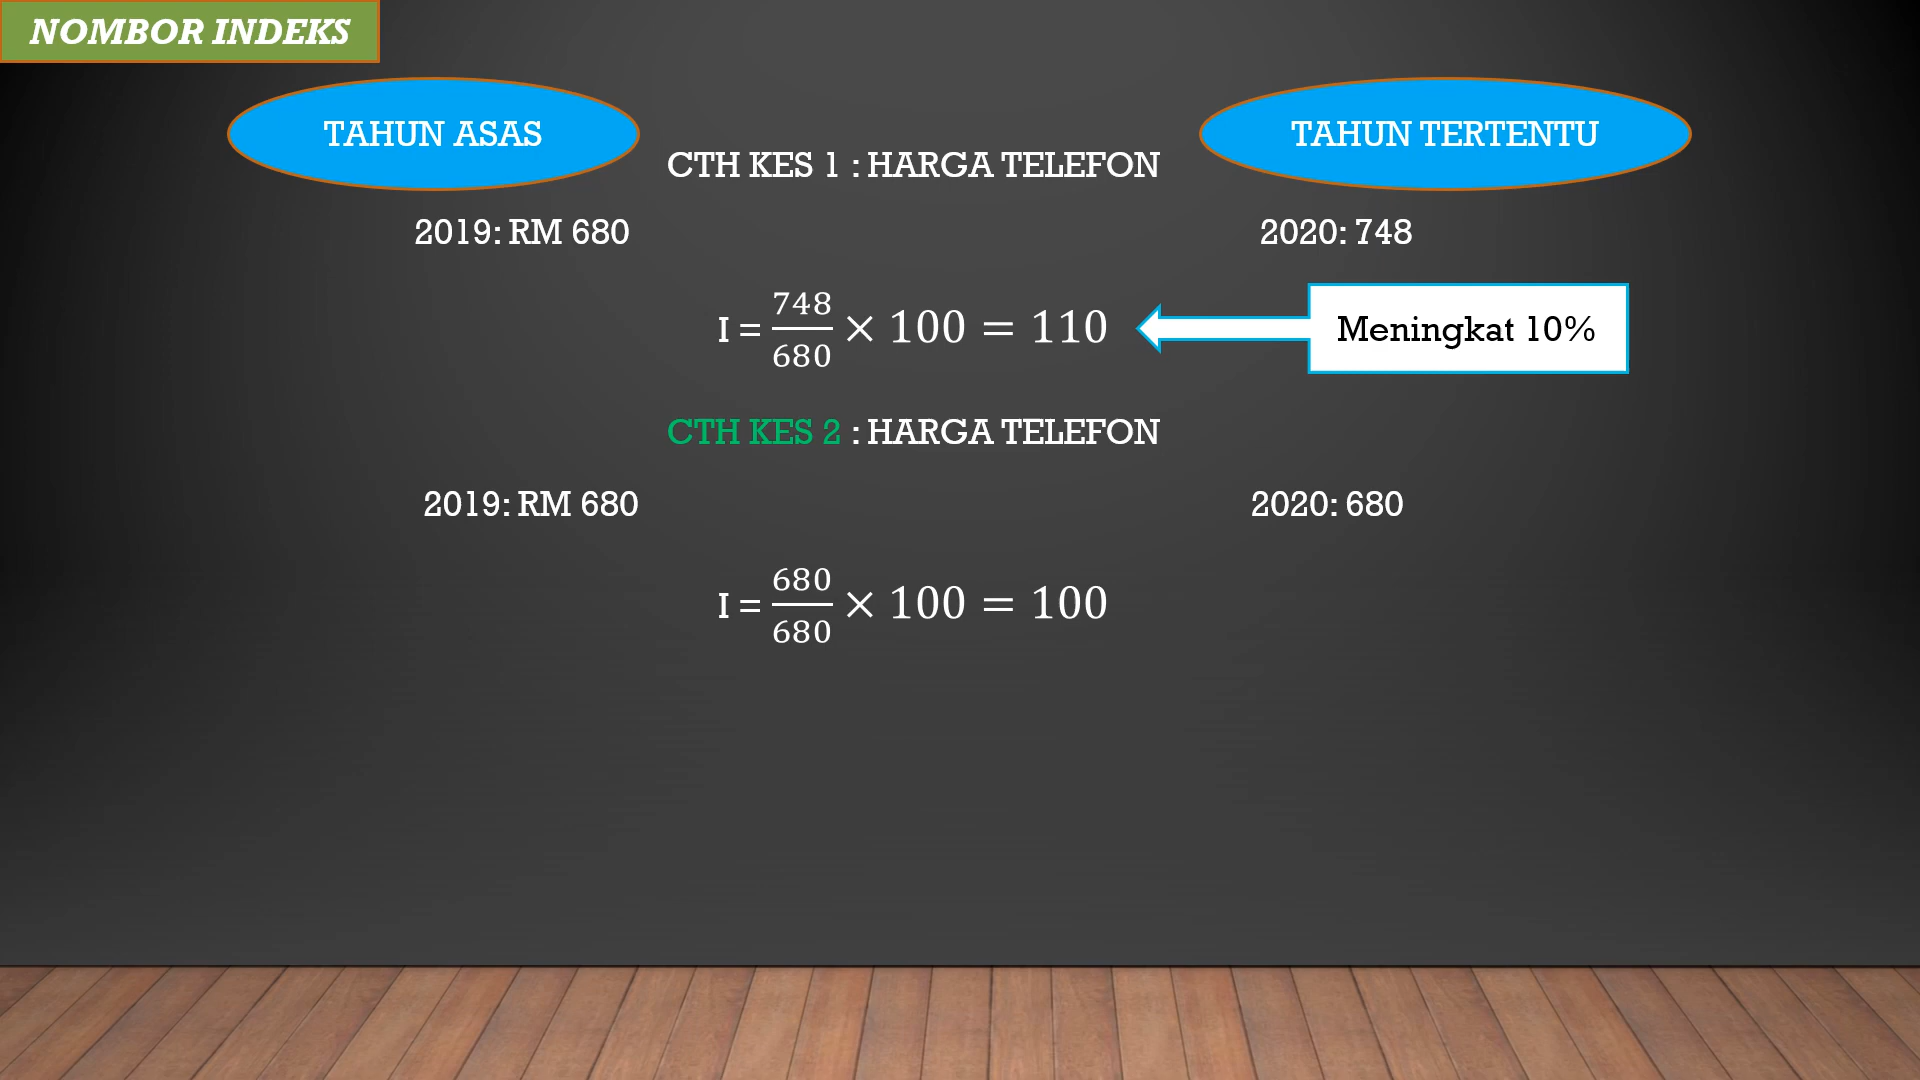 NOMBOR INDEKS
TAHUN ASAS
TAHUN TERTENTU
CTH KES 1 : HARGA TELEFON
2019: RM 680
2020: 748
I = 748/680 × 100 = 110
Meningkat 10%
CTH KES 2 : HARGA TELEFON
2019: RM 680
2020: 680
I = 680/680 × 100 = 100